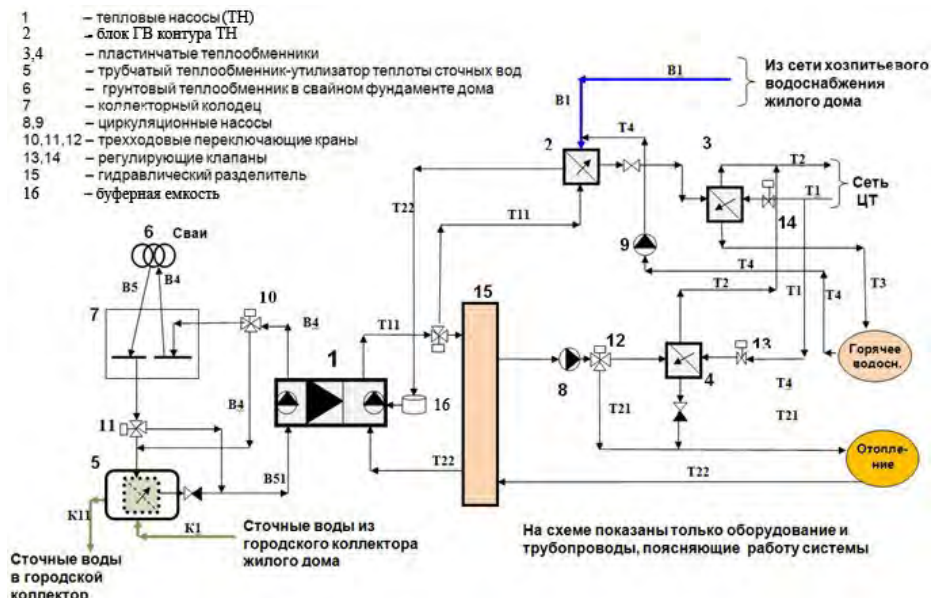 1 – тепловые насосы (ТН)
2 – блок ГВ контура ТН
3,4 – пластинчатые теплообменники
5 – трубчатый теплообменник-утилизатор теплоты сточных вод
6 – грунтовый теплообменник в свайном фундаменте дома
7 – коллекторный колодец
8,9 – циркуляционные насосы
10,11,12 – трехходовые переключающие краны
13,14 – регулирующие клапаны
15 – гидравлический разделитель
16 – буферная емкость
В1
В1
Из сети хозпитьевого
водоснабжения
жилого дома
Т4
2
3
Т2
Т1
Сеть
ЦТ
14
Т22
Т11
9
Т4
Т2
Т1
Т4
Т3
6 Сваи
В5
В4
7
10
В4
Т11
15
Горячее
водосн.
1
12
13
8
4
Т4
В4
16
Т21
Т21
11
5
В51
Т22
Т22
Отопле-
ние
К11
К1
Сточные воды из
городского коллектора
жилого дома
Сточные воды
в городской
коллектор
На схеме показаны только оборудование и
трубопроводы, поясняющие работу системы